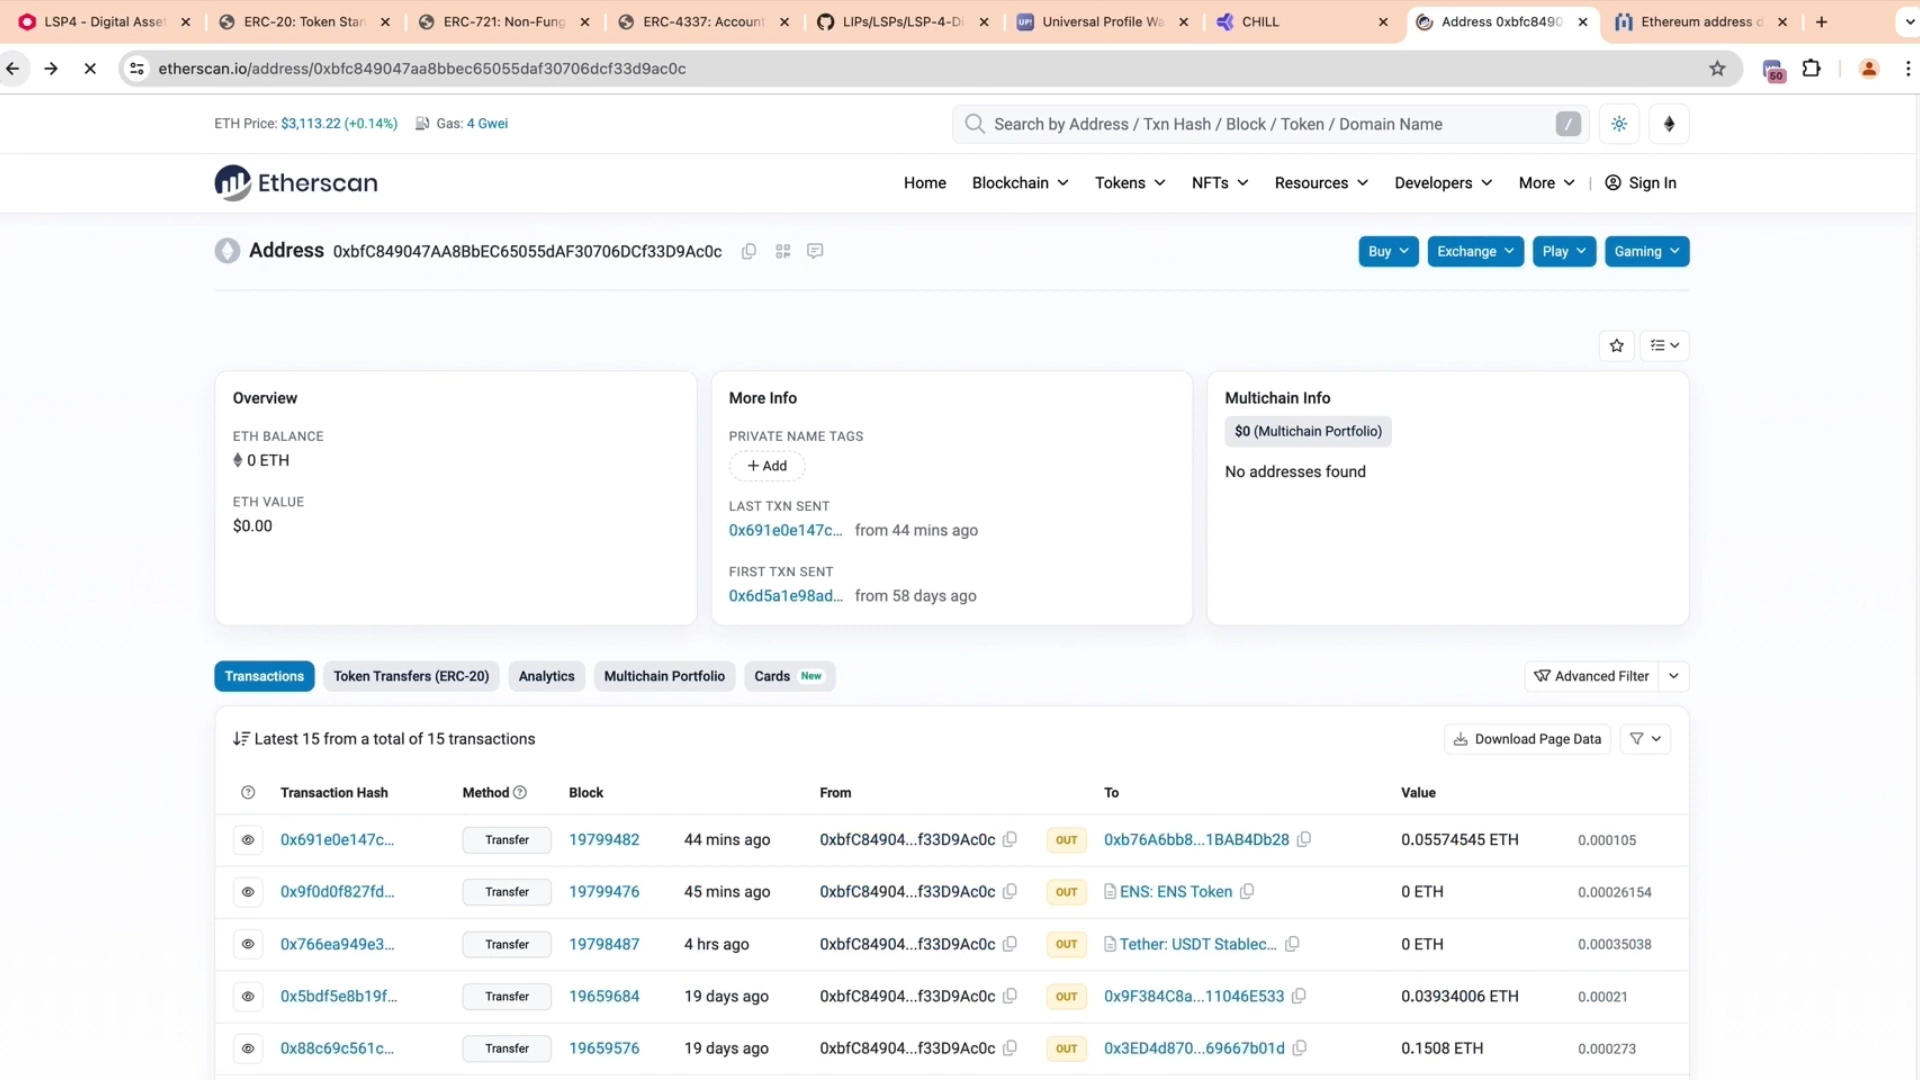 LSP4 - Digital Asset
ERC-20: Token Stan
ERC-721: Non-Fung
ERC-4337: Account
LIPs/LSPs/LSP-4-Di
Universal Profile Wa
CHILL
Address 0xbfc8490
Ethereum address d
etherscan.io/address/0xbfc849047aa8bbec65055daf30706dcf33d9ac0c
50
ETH Price: $3,113.22 (+0.14%) Gas: 4 Gwei
Search by Address / Txn Hash / Block / Token / Domain Name /
Etherscan
Home Blockchain Tokens NFTs Resources Developers More | Sign In
Address 0xbfC849047AA8BbEC65055dAF30706DCf33D9Ac0c
Buy Exchange Play Gaming
Overview
ETH BALANCE
0 ETH
ETH VALUE
$0.00
More Info
PRIVATE NAME TAGS
+ Add
LAST TXN SENT
0x691e0e147c... from 44 mins ago
FIRST TXN SENT
0x6d5a1e98ad... from 58 days ago
Multichain Info
$0 (Multichain Portfolio)
No addresses found
Transactions Token Transfers (ERC-20) Analytics Multichain Portfolio Cards New
Advanced Filter
Latest 15 from a total of 15 transactions
Download Page Data
Transaction Hash Method Block From To Value
0x691e0e147c... Transfer 19799482 44 mins ago 0xbfC84904...f33D9Ac0c OUT 0xb76A6bb8...1BAB4Db28 0.05574545 ETH 0.000105
0x9f0d0f827fd... Transfer 19799476 45 mins ago 0xbfC84904...f33D9Ac0c OUT ENS: ENS Token 0 ETH 0.00026154
0x766ea949e3... Transfer 19798487 4 hrs ago 0xbfC84904...f33D9Ac0c OUT Tether: USDT Stablec... 0 ETH 0.00035038
0x5bdf5e8b19f... Transfer 19659684 19 days ago 0xbfC84904...f33D9Ac0c OUT 0x9F384C8a...11046E533 0.03934006 ETH 0.00021
0x88c69c561c... Transfer 19659576 19 days ago 0xbfC84904...f33D9Ac0c OUT 0x3ED4d870...69667b01d 0.1508 ETH 0.000273